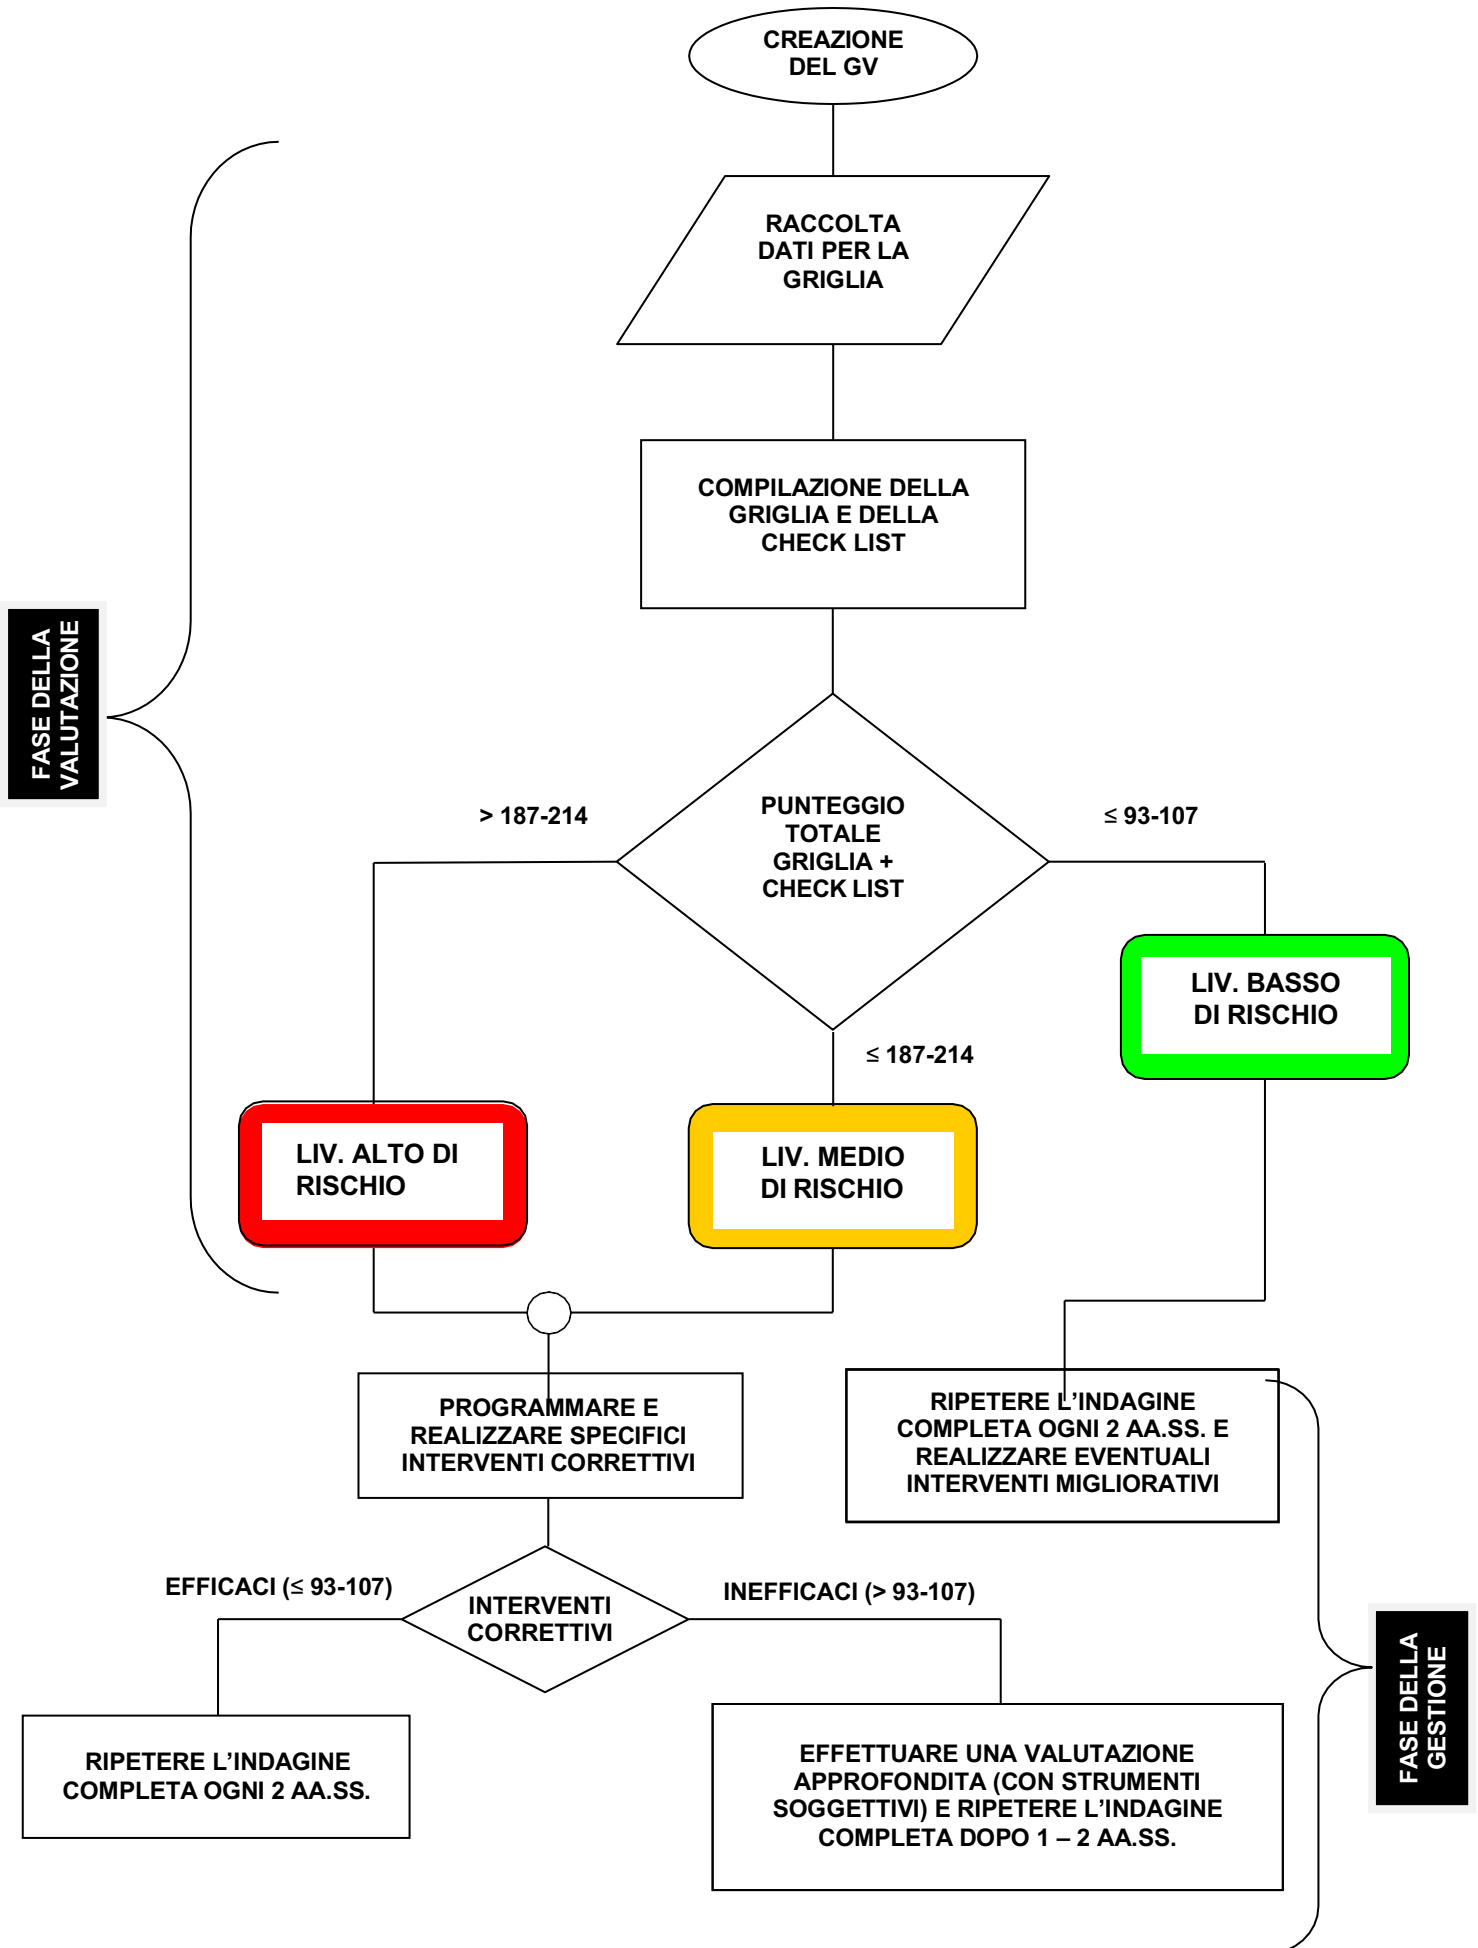 CREAZIONE
DEL GV
RACCOLTA
DATI PER LA
GRIGLIA
COMPILAZIONE DELLA
GRIGLIA E DELLA
CHECK LIST
FASE DELLA
VALUTAZIONE
> 187-214
PUNTEGGIO
TOTALE
GRIGLIA +
CHECK LIST
≤ 93-107
LIV. BASSO
DI RISCHIO
≤ 187-214
LIV. ALTO DI
RISCHIO
LIV. MEDIO
DI RISCHIO
PROGRAMMARE E
REALIZZARE SPECIFICI
INTERVENTI CORRETTIVI
RIPETERE L’INDAGINE
COMPLETA OGNI 2 AA.SS. E
REALIZZARE EVENTUALI
INTERVENTI MIGLIORATIVI
EFFICACI (≤ 93-107)
INTERVENTI
CORRETTIVI
INEFFICACI (> 93-107)
FASE DELLA
GESTIONE
RIPETERE L’INDAGINE
COMPLETA OGNI 2 AA.SS.
EFFETTUARE UNA VALUTAZIONE
APPROFONDITA (CON STRUMENTI
SOGGETTIVI) E RIPETERE L’INDAGINE
COMPLETA DOPO 1 – 2 AA.SS.